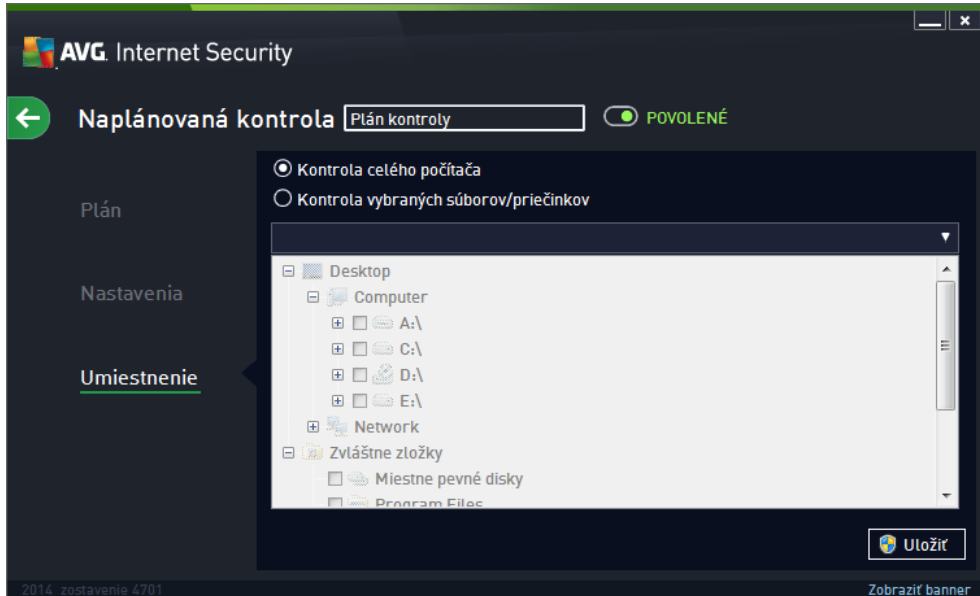 AVG. Internet Security
Naplánovaná kontrola
Plán kontroly
POVOLENÉ
Plán
Nastavenia
Umiestnenie
Kontrola celého počítača
Kontrola vybraných súborov/priečinkov
Desktop
Computer
A:\
C:\
D:\
E:\
Network
Zvláštne zložky
Miestne pevné disky
Program Files
Uložiť
2014 zostavenie 4701
Zobraziť banner